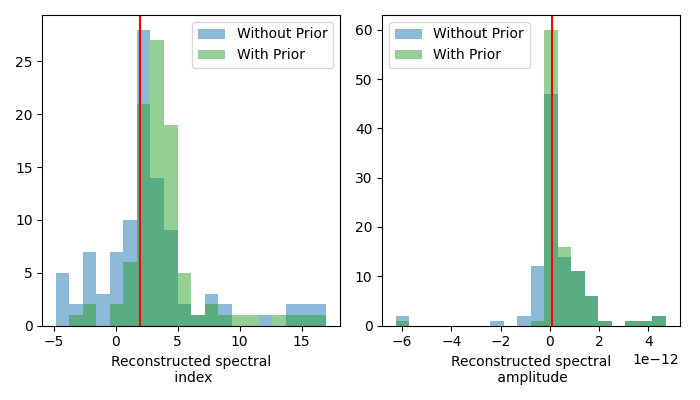 Without Prior
With Prior
25
20
15
10
5
0
−5
0
5
10
15
Reconstructed spectral
index
Without Prior
With Prior
60
50
40
30
20
10
0
−6
−4
−2
0
2
4
1e−12
Reconstructed spectral
amplitude